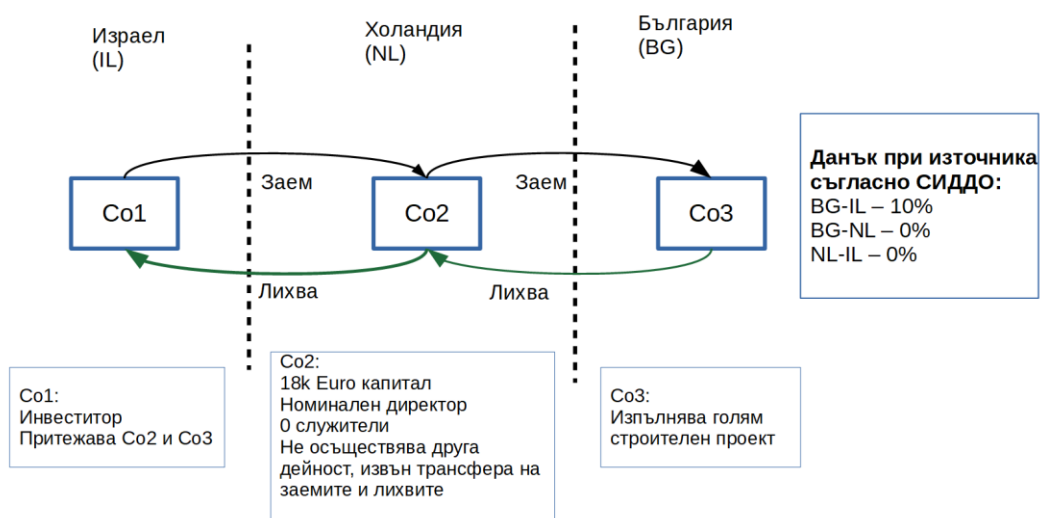 Израел
(IL)
Холандия
(NL)
България
(BG)
Заем
Заем
Co1
Co2
Co3
Лихва
Лихва
Данък при източника
съгласно СИДДО:
BG-IL – 10%
BG-NL – 0%
NL-IL – 0%
Co1:
Инвеститор
Притежава Co2 и Co3
Co2:
18k Euro капитал
Номинален директор
0 служители
Не осъществява друга
дейност, извън трансфера на
заемите и лихвите
Co3:
Изпълнява голям
строителен проект